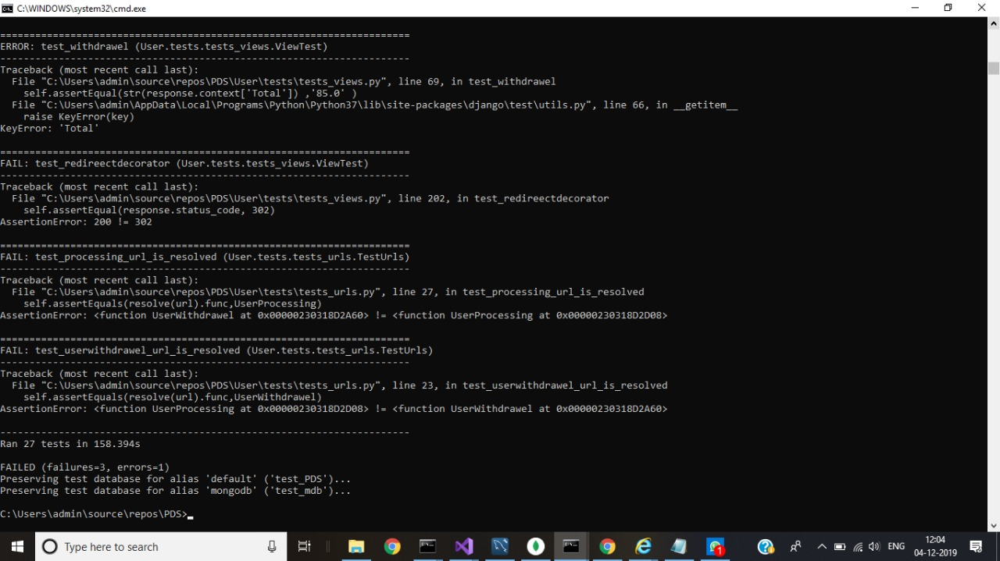 C:\WINDOWS\system32\cmd.exe
======================================================================
ERROR: test_withdrawel (User.tests.tests_views.ViewTest)
----------------------------------------------------------------------
Traceback (most recent call last):
  File "C:\Users\admin\source\repos\PDS\User\tests\tests_views.py", line 69, in test_withdrawel
    self.assertEqual(str(response.context['Total']) ,'85.0' )
  File "C:\Users\admin\AppData\Local\Programs\Python\Python37\lib\site-packages\django\test\utils.py", line 66, in __getitem__
    raise KeyError(key)
KeyError: 'Total'
======================================================================
FAIL: test_redireectdecorator (User.tests.tests_views.ViewTest)
----------------------------------------------------------------------
Traceback (most recent call last):
  File "C:\Users\admin\source\repos\PDS\User\tests\tests_views.py", line 202, in test_redireectdecorator
    self.assertEqual(response.status_code, 302)
AssertionError: 200 != 302
======================================================================
FAIL: test_processing_url_is_resolved (User.tests.tests_urls.TestUrls)
----------------------------------------------------------------------
Traceback (most recent call last):
  File "C:\Users\admin\source\repos\PDS\User\tests\tests_urls.py", line 27, in test_processing_url_is_resolved
    self.assertEquals(resolve(url).func,UserProcessing)
AssertionError: <function UserWithdrawel at 0x00000230318D2A60> != <function UserProcessing at 0x00000230318D2D08>
======================================================================
FAIL: test_userwithdrawel_url_is_resolved (User.tests.tests_urls.TestUrls)
----------------------------------------------------------------------
Traceback (most recent call last):
  File "C:\Users\admin\source\repos\PDS\User\tests\tests_urls.py", line 23, in test_userwithdrawel_url_is_resolved
    self.assertEquals(resolve(url).func,UserWithdrawel)
AssertionError: <function UserProcessing at 0x00000230318D2D08> != <function UserWithdrawel at 0x00000230318D2A60>
----------------------------------------------------------------------
Ran 27 tests in 158.394s
FAILED (failures=3, errors=1)
Preserving test database for alias 'default' ('test_PDS')...
Preserving test database for alias 'mongodb' ('test_mdb')...
C:\Users\admin\source\repos\PDS>
Type here to search
1
ENG
12:04
04-12-2019